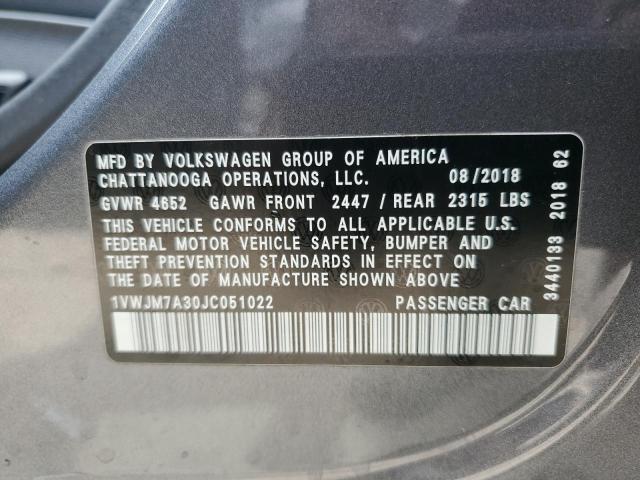 MFD BY VOLKSWAGEN GROUP OF AMERICA
CHATTANOOGA OPERATIONS, LLC. 08/2018
GVWR 4652 GAWR FRONT 2447 / REAR 2315 LBS
THIS VEHICLE CONFORMS TO ALL APPLICABLE U.S.
FEDERAL MOTOR VEHICLE SAFETY, BUMPER AND
THEFT PREVENTION STANDARDS IN EFFECT ON
THE DATE OF MANUFACTURE SHOWN ABOVE
1VWJM7A30JC051022 PASSENGER CAR
3440133 2018 62